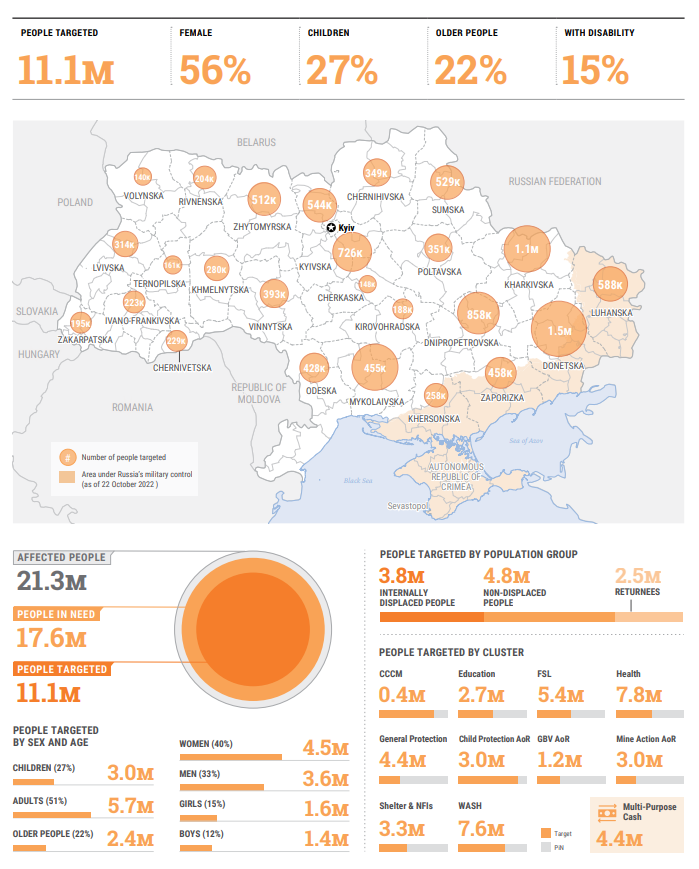 PEOPLE TARGETED
11.1M
FEMALE
56%
CHILDREN
27%
OLDER PEOPLE
22%
WITH DISABILITY
15%
BELARUS
POLAND
RUSSIAN FEDERATION
SLOVAKIA
HUNGARY
ROMANIA
REPUBLIC OF
MOLDOVA
140K
VOLYNSKA
204K
RIVNENSKA
512K
ZHYTOMYRSKA
544K
Kyiv
349K
CHERNIHIVSKA
529K
SUMSKA
314K
LVIVSKA
161K
TERNOPILSKA
280K
KHMELNYTSKA
726K
KYIVSKA
351K
POLTAVSKA
1.1M
KHARKIVSKA
588K
LUHANSKA
223K
IVANO-FRANKIVSKA
393K
VINNYTSKA
CHERKASKA
188K
KIROVOHRADSKA
858K
DNIPROPETROVSKA
1.5M
DONETSKA
195K
ZAKARPATSKA
229K
CHERNIVETSKA
428K
ODESKA
455K
MYKOLAIVSKA
258K
KHERSONSKA
458K
ZAPORIZKA
Sea of Azov
Black Sea
AUTONOMOUS
REPUBLIC OF
CRIMEA
Sevastopol
# Number of people targeted
Area under Russia's military control
(as of 22 October 2022 )
AFFECTED PEOPLE
21.3M
PEOPLE IN NEED
17.6M
PEOPLE TARGETED
11.1M
PEOPLE TARGETED
BY SEX AND AGE
CHILDREN (27%) 3.0M
ADULTS (51%) 5.7M
OLDER PEOPLE (22%) 2.4M
WOMEN (40%) 4.5M
MEN (33%) 3.6M
GIRLS (15%) 1.6M
BOYS (12%) 1.4M
PEOPLE TARGETED BY POPULATION GROUP
3.8M
INTERNALLY
DISPLACED PEOPLE
4.8M
NON-DISPLACED
PEOPLE
2.5M
RETURNEES
PEOPLE TARGETED BY CLUSTER
CCCM
0.4M
Education
2.7M
FSL
5.4M
Health
7.8M
General Protection
4.4M
Child Protection AoR
3.0M
GBV AoR
1.2M
Mine Action AoR
3.0M
Shelter & NFIs
3.3M
WASH
7.6M
Target
PIN
Multi-Purpose
Cash
4.4M